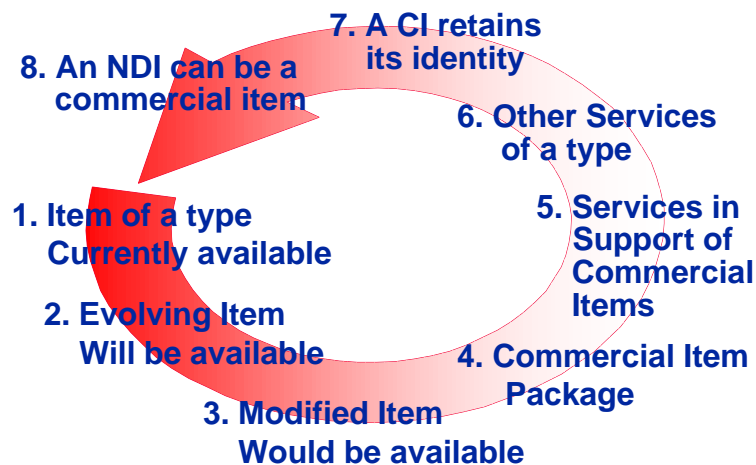 1. Item of a type
Currently available
2. Evolving Item
Will be available
3. Modified Item
Would be available
4. Commercial Item
Package
5. Services in
Support of
Commercial
Items
6. Other Services
of a type
7. A CI retains
its identity
8. An NDI can be a
commercial item